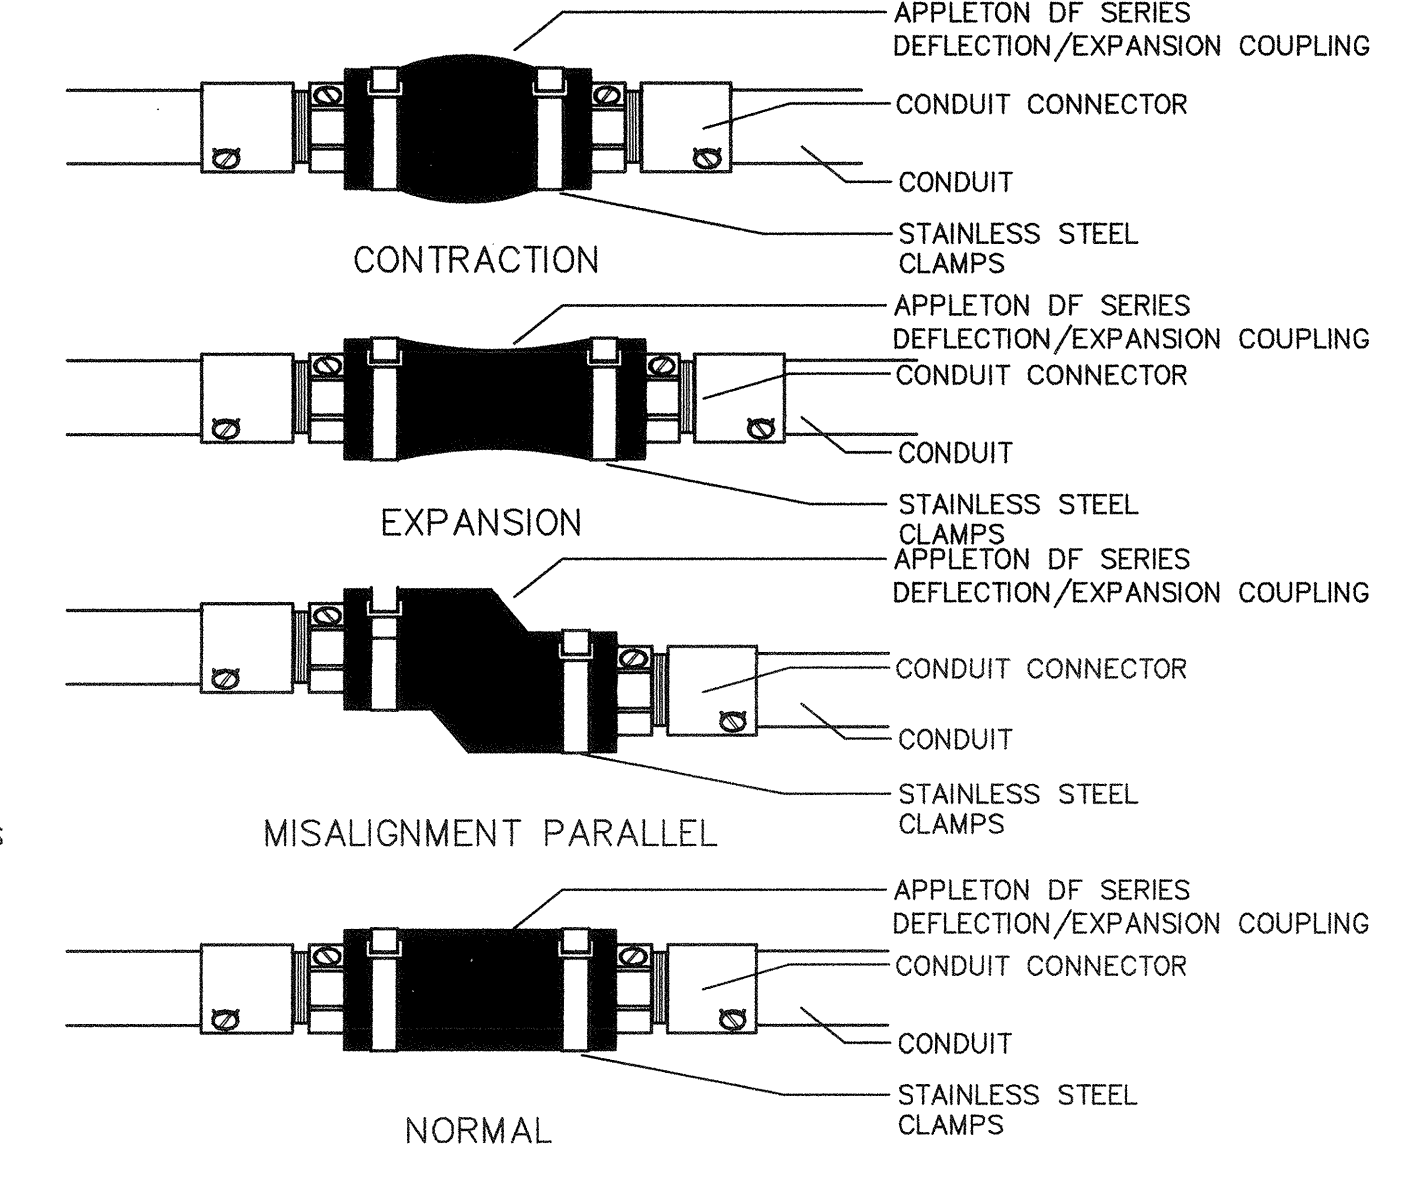 APPLETON DF SERIES
DEFLECTION/EXPANSION COUPLING
CONDUIT CONNECTOR
CONDUIT
STAINLESS STEEL
CLAMPS
CONTRACTION
APPLETON DF SERIES
DEFLECTION/EXPANSION COUPLING
CONDUIT CONNECTOR
CONDUIT
STAINLESS STEEL
CLAMPS
EXPANSION
APPLETON DF SERIES
DEFLECTION/EXPANSION COUPLING
CONDUIT CONNECTOR
CONDUIT
STAINLESS STEEL
CLAMPS
MISALIGNMENT PARALLEL
APPLETON DF SERIES
DEFLECTION/EXPANSION COUPLING
CONDUIT CONNECTOR
CONDUIT
STAINLESS STEEL
CLAMPS
NORMAL